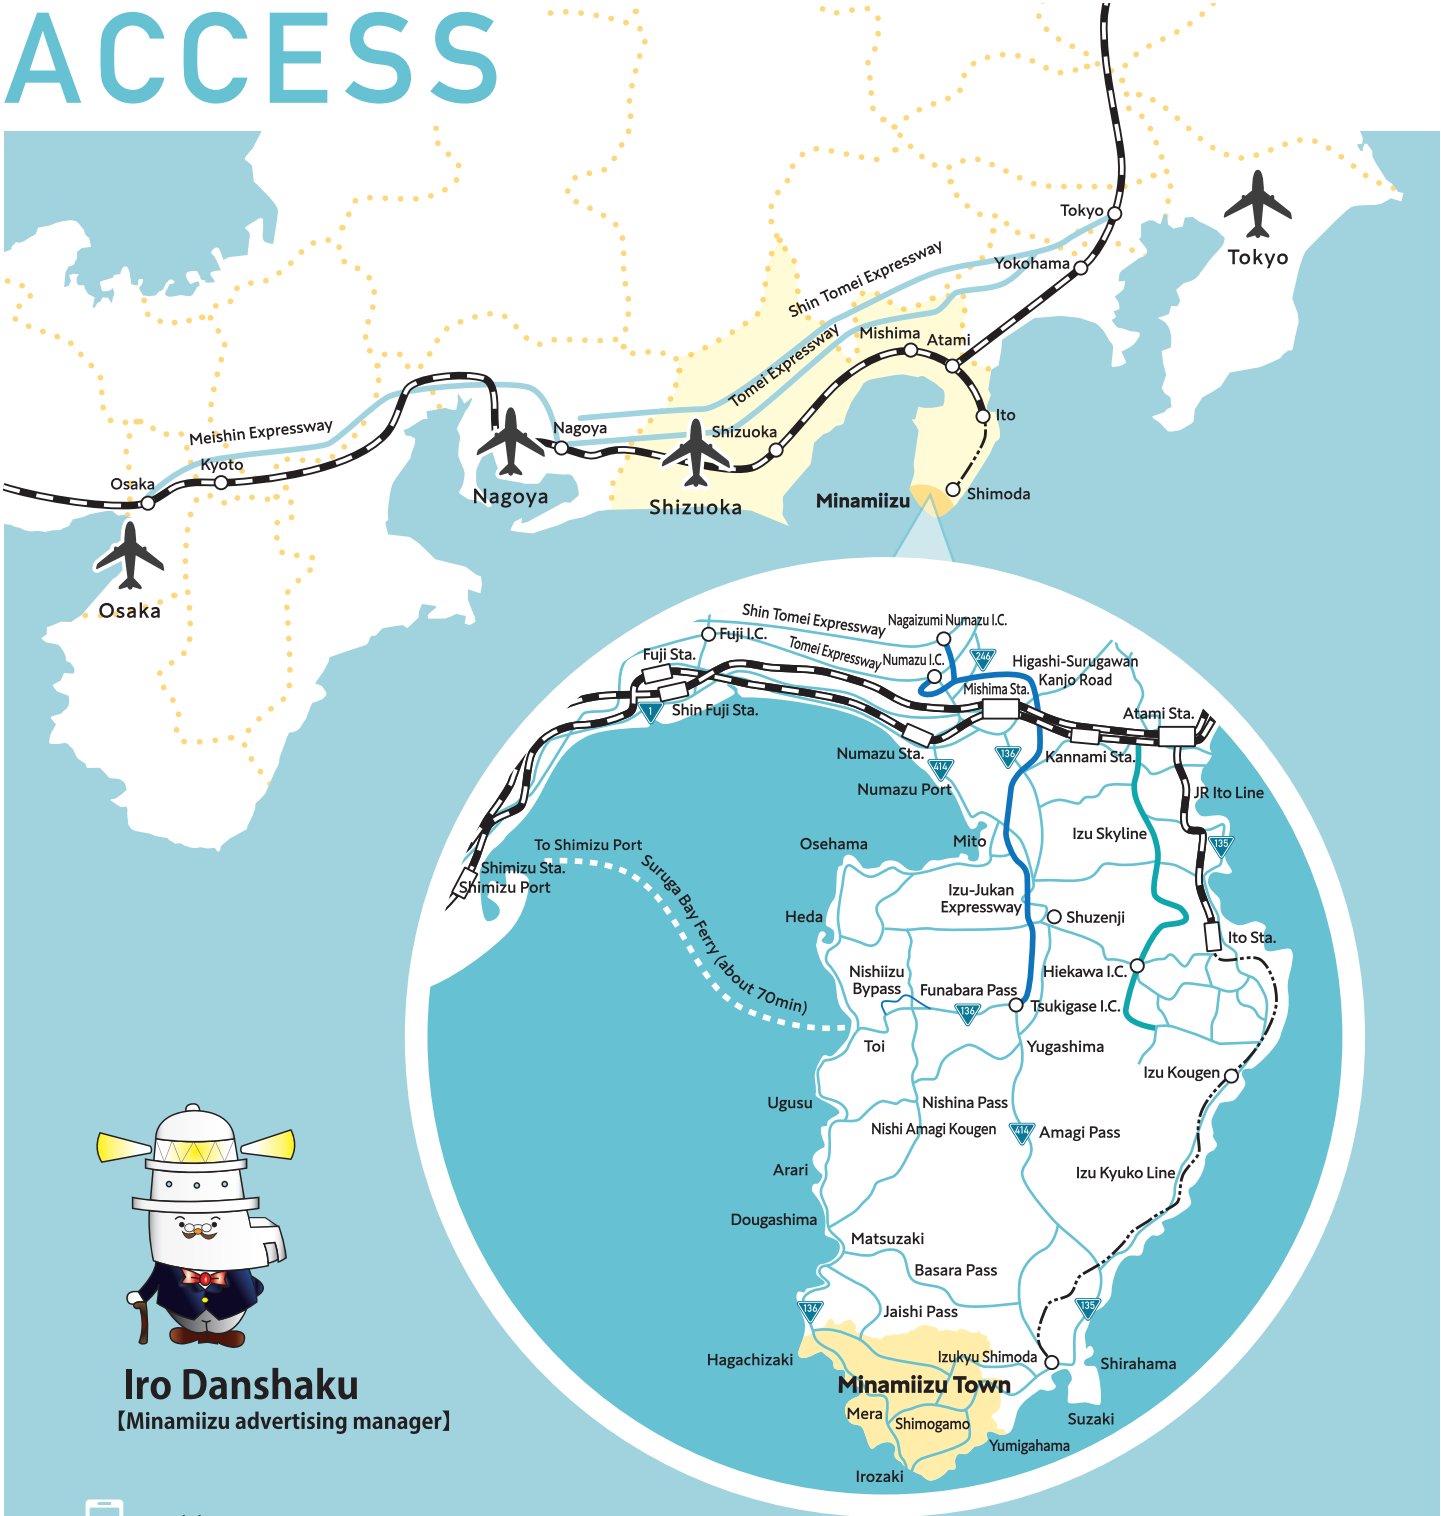 ACCESS
Tokyo
Tokyo
Shin Tomei Expressway
Yokohama
Mishima
Atami
Tomei Expressway
Ito
Meishin Expressway
Nagoya
Shizuoka
Kyoto
Osaka
Nagoya
Shizuoka
Minamiizu
Shimoda
Osaka
Shin Tomei Expressway
Nagaizumi Numazu I.C.
Fuji I.C.
Tomei Expressway
Numazu I.C.
246
Higashi-Surugawan
Kanjo Road
Fuji Sta.
Mishima Sta.
1
Shin Fuji Sta.
Atami Sta.
Numazu Sta.
136
Kannami Sta.
414
Numazu Port
JR Ito Line
Izu Skyline
135
Osehama
Mito
To Shimizu Port
Shimizu Sta.
Shimizu Port
Suruga Bay Ferry (about 70min)
Izu-Jukan
Expressway
Heda
Shuzenji
Ito Sta.
Nishiizu
Bypass
Funabara Pass
Hiekawa I.C.
136
Tsukigase I.C.
Toi
Yugashima
Izu Kougen
Ugusu
Nishina Pass
Nishi Amagi Kougen
414
Amagi Pass
Arari
Izu Kyuko Line
Dougashima
Matsuzaki
Basara Pass
136
Jaishi Pass
135
Hagachizaki
Izukyu Shimoda
Shirahama
Minamiizu Town
Mera
Shimogamo
Suzaki
Yumigahama
Irozaki
Iro Danshaku
【Minamiizu advertising manager】